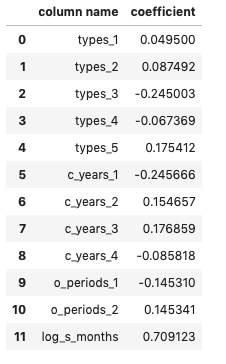 column name coefficient
0 types_1 0.049500
1 types_2 0.087492
2 types_3 -0.245003
3 types_4 -0.067369
4 types_5 0.175412
5 c_years_1 -0.245666
6 c_years_2 0.154657
7 c_years_3 0.176859
8 c_years_4 -0.085818
9 o_periods_1 -0.145310
10 o_periods_2 0.145341
11 log_s_months 0.709123